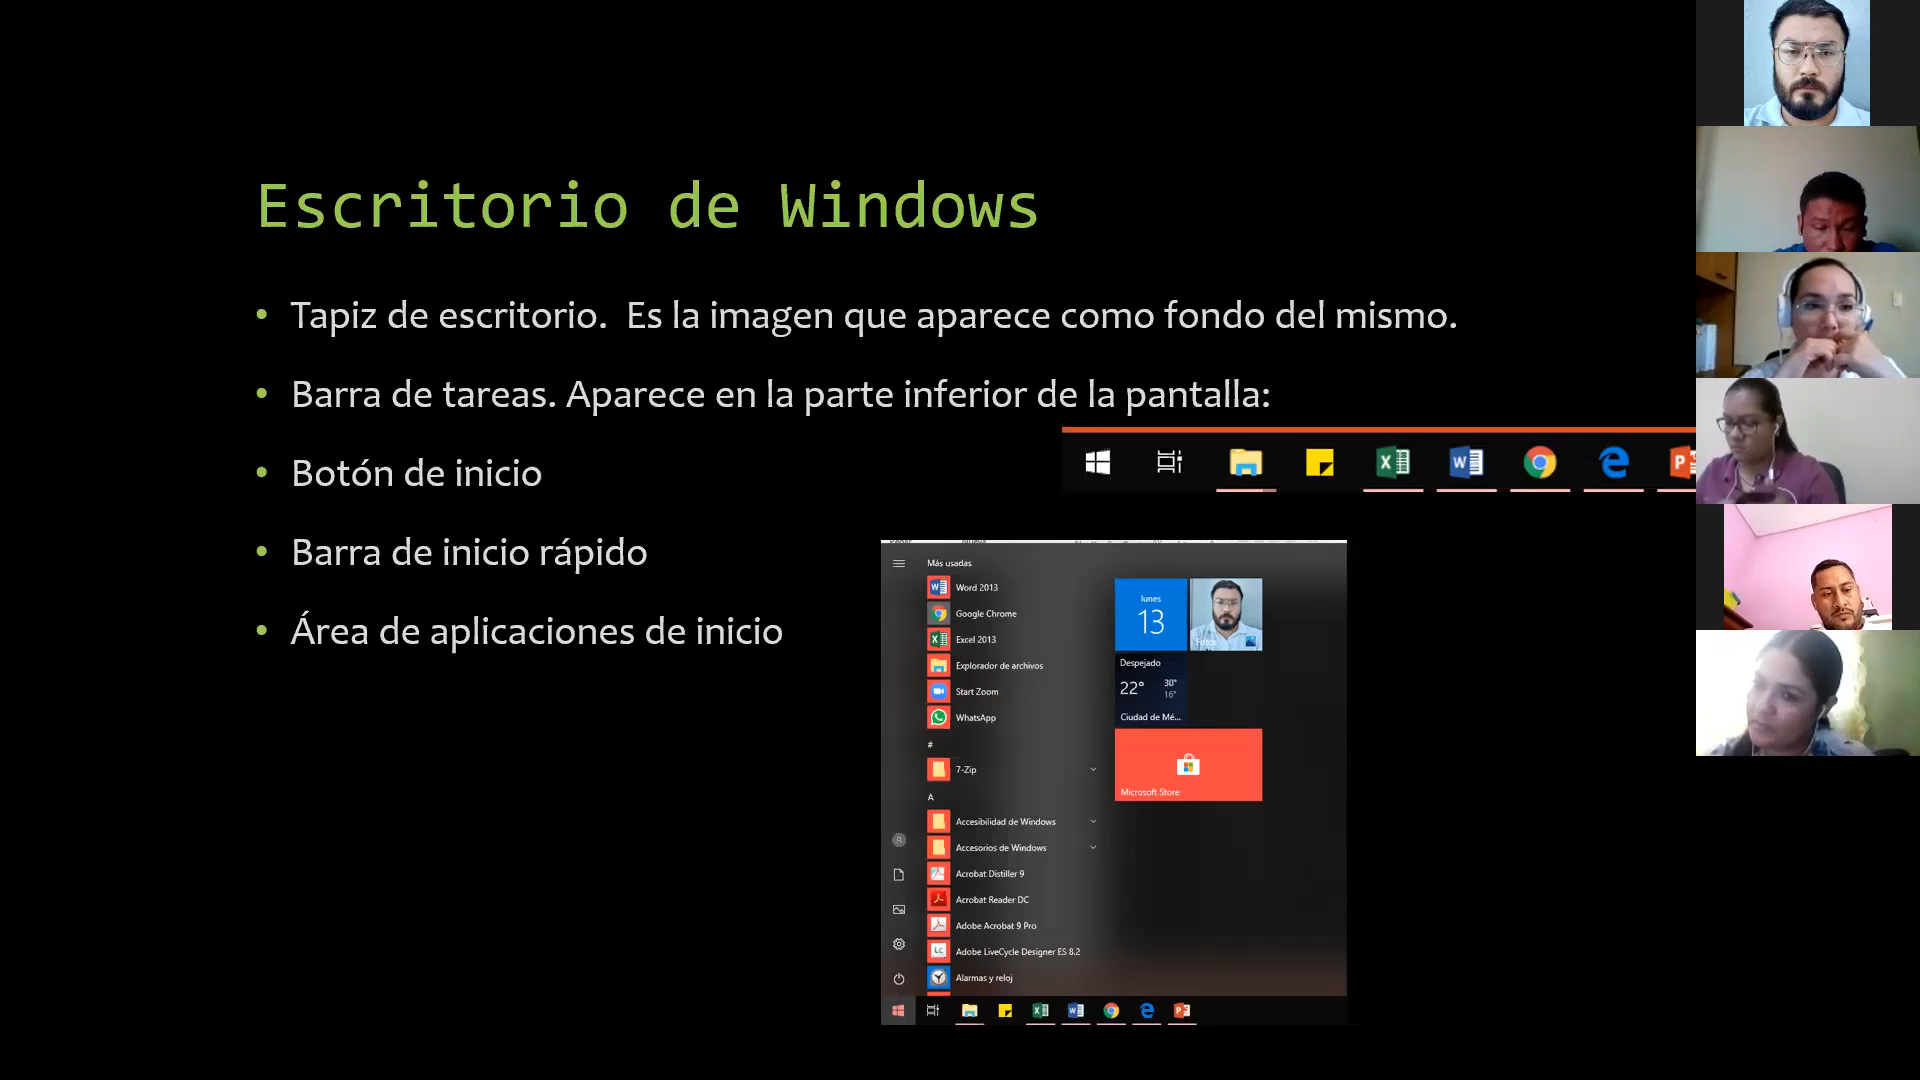 Escritorio de Windows
• Tapiz de escritorio.  Es la imagen que aparece como fondo del mismo.
• Barra de tareas. Aparece en la parte inferior de la pantalla:
• Botón de inicio
• Barra de inicio rápido
• Área de aplicaciones de inicio
Más usadas
Word 2013
Google Chrome
Excel 2013
Explorador de archivos
Start Zoom
WhatsApp
#
7-Zip
A
Accesibilidad de Windows
Accesorios de Windows
Acrobat Distiller 9
Acrobat Reader DC
Adobe Acrobat 9 Pro
Adobe LiveCycle Designer ES 8.2
Alarmas y reloj
lunes
13
Despejado
22° 30°
16°
Ciudad de Mé...
Microsoft Store